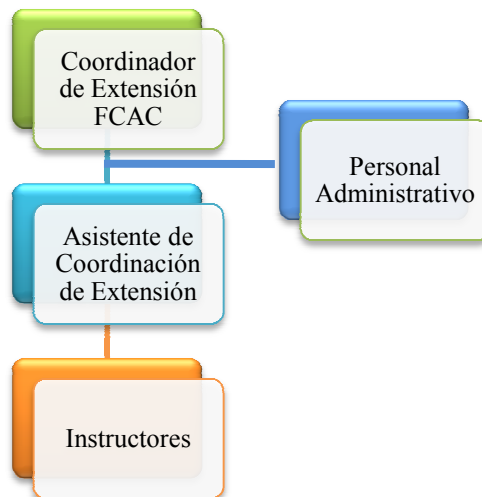 Coordinador
de Extensión
FCAC
Personal
Administrativo
Asistente de
Coordinación
de Extensión
Instructores